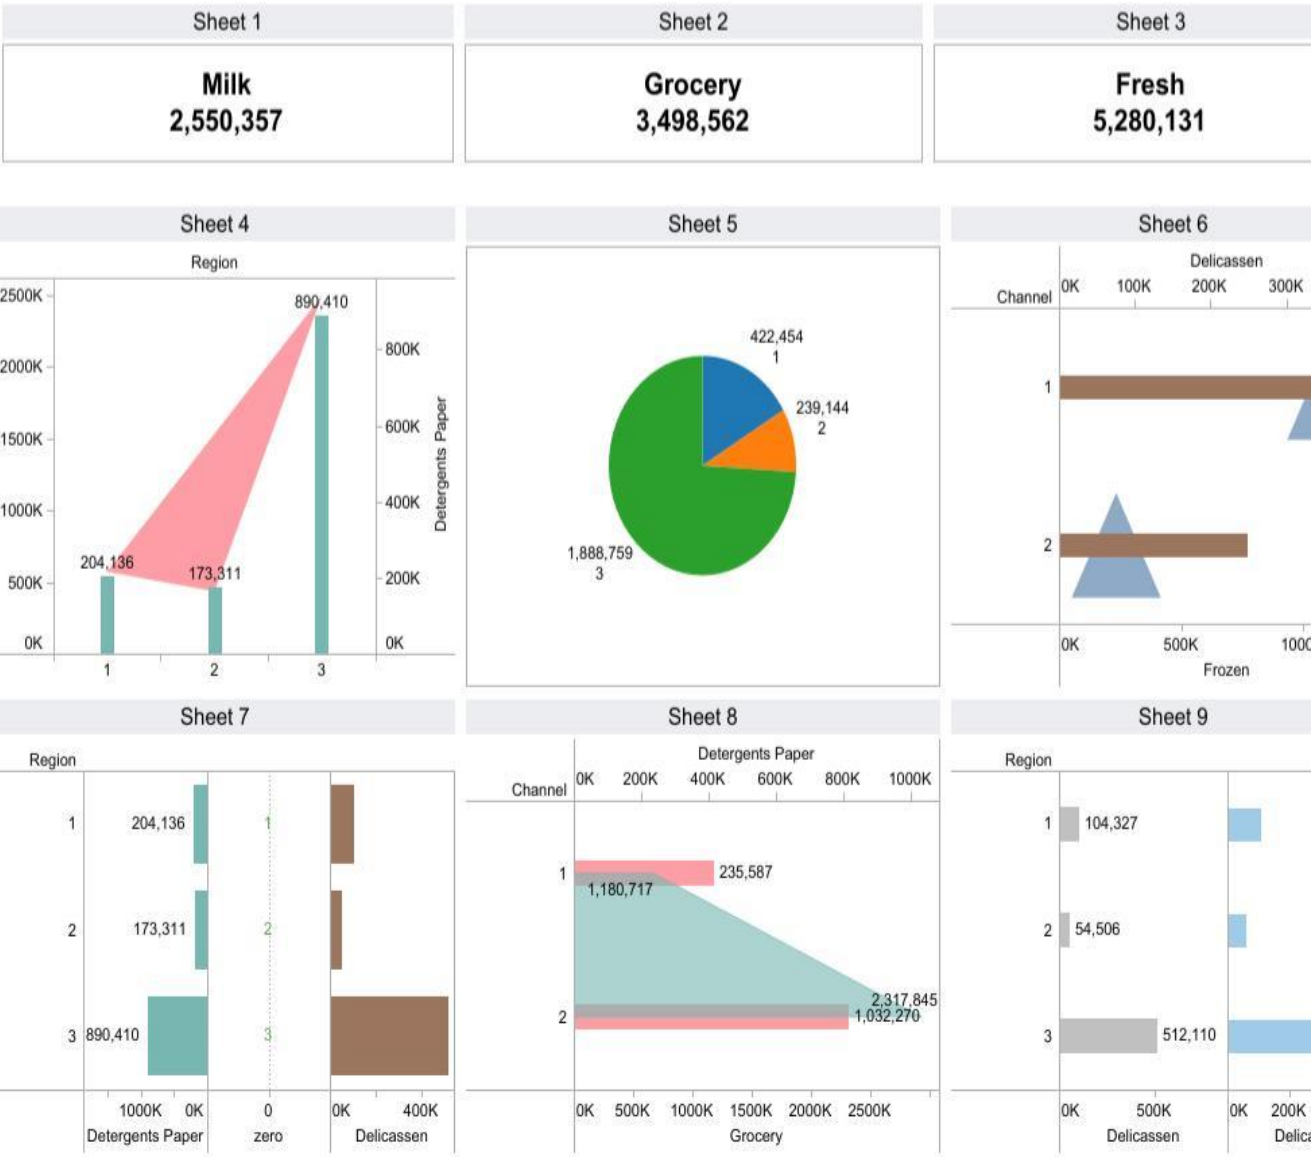 Sheet 1
Milk
2,550,357
Sheet 2
Grocery
3,498,562
Sheet 3
Fresh
5,280,131
Sheet 4
Region
2500K
2000K
1500K
1000K
500K
0K
890,410
204,136
173,311
800K
600K
400K
200K
0K
Detergents Paper
1
2
3
Sheet 5
422,454
1
239,144
2
1,888,759
3
Sheet 6
Delicassen
Channel
0K
100K
200K
300K
1
2
0K
500K
Frozen
Sheet 7
Region
1
204,136
1
2
173,311
2
3
890,410
3
1000K
0K
0
0K
400K
Detergents Paper
zero
Delicassen
Sheet 8
Detergents Paper
Channel
0K
200K
400K
600K
800K
1000K
1
235,587
1,180,717
2
2,317,845
1,032,270
0K
500K
1000K
1500K
2000K
2500K
Grocery
Sheet 9
Region
1
104,327
2
54,506
3
512,110
0K
500K
0K
200K
Delicassen